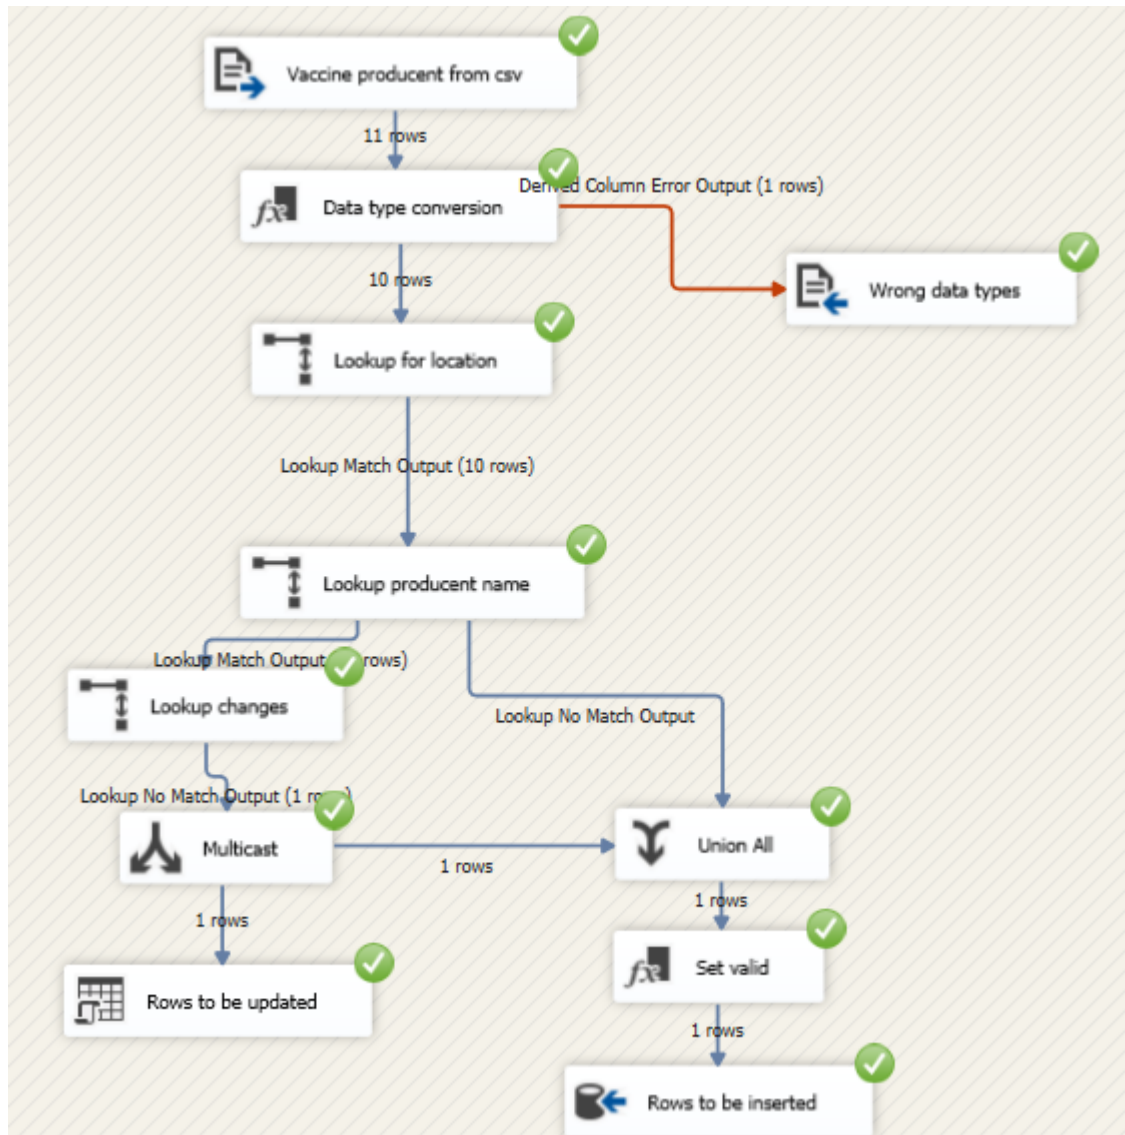 Vaccine producent from csv
11 rows
Derived Column Error Output (1 rows)
Data type conversion
10 rows
Wrong data types
Lookup for location
Lookup Match Output (10 rows)
Lookup producent name
Lookup Match Output rows)
Lookup changes
Lookup No Match Output
Lookup No Match Output (1 rows)
Multicast
Union All
1 rows
1 rows
1 rows
Set valid
Rows to be updated
1 rows
Rows to be inserted